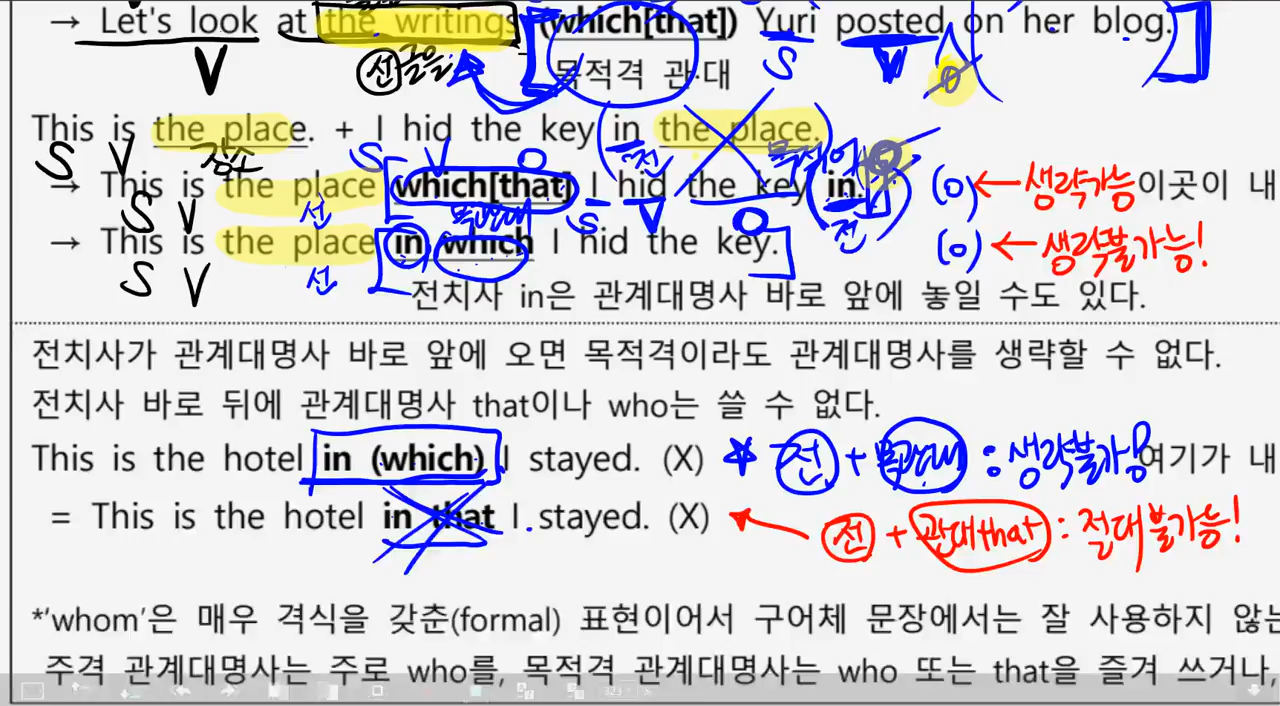 → Let's look at the writings (which[that]) Yuri posted on her blog.
V 선 글을 목적격 관·대 S V
This is the place. + I hid the key in the place.
S V 장소 전 목적어
→ This is the place which[that] I hid the key in. (O) ← 생략가능 이곳이 내
S V 선 목관대 S V O 전
→ This is the place in which I hid the key. (O) ← 생략불가능!
S V 선
전치사 in은 관계대명사 바로 앞에 놓일 수도 있다.
전치사가 관계대명사 바로 앞에 오면 목적격이라도 관계대명사를 생략할 수 없다.
전치사 바로 뒤에 관계대명사 that이나 who는 쓸 수 없다.
This is the hotel in (which) I stayed. (X) ★ 전 + 목관대 : 생략불가! 여기가 내
= This is the hotel in that I stayed. (X) ← 전 + 관대that : 절대불가능!
*'whom'은 매우 격식을 갖춘(formal) 표현이어서 구어체 문장에서는 잘 사용하지 않는
주격 관계대명사는 주로 who를, 목적격 관계대명사는 who 또는 that을 즐겨 쓰거나,